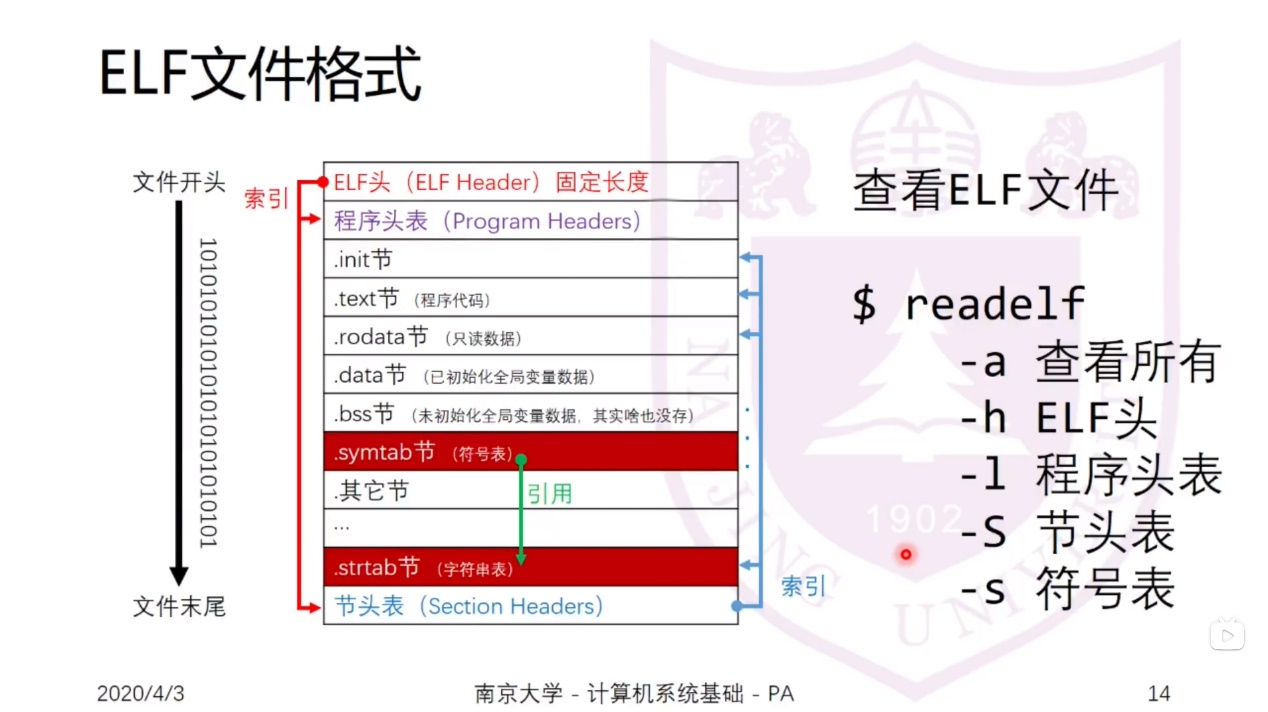 ELF文件格式
文件开头
索引
ELF头（ELF Header）固定长度
程序头表（Program Headers）
.init节
.text节（程序代码）
.rodata节（只读数据）
.data节（已初始化全局变量数据）
.bss节（未初始化全局变量数据，其实啥也没存）
.symtab节（符号表）
.其它节
引用
...
.strtab节（字符串表）
节头表（Section Headers）
索引
文件末尾
查看ELF文件
$ readelf
-a 查看所有
-h ELF头
-l 程序头表
-S 节头表
-s 符号表
1902
2020/4/3
南京大学 - 计算机系统基础 - PA
14